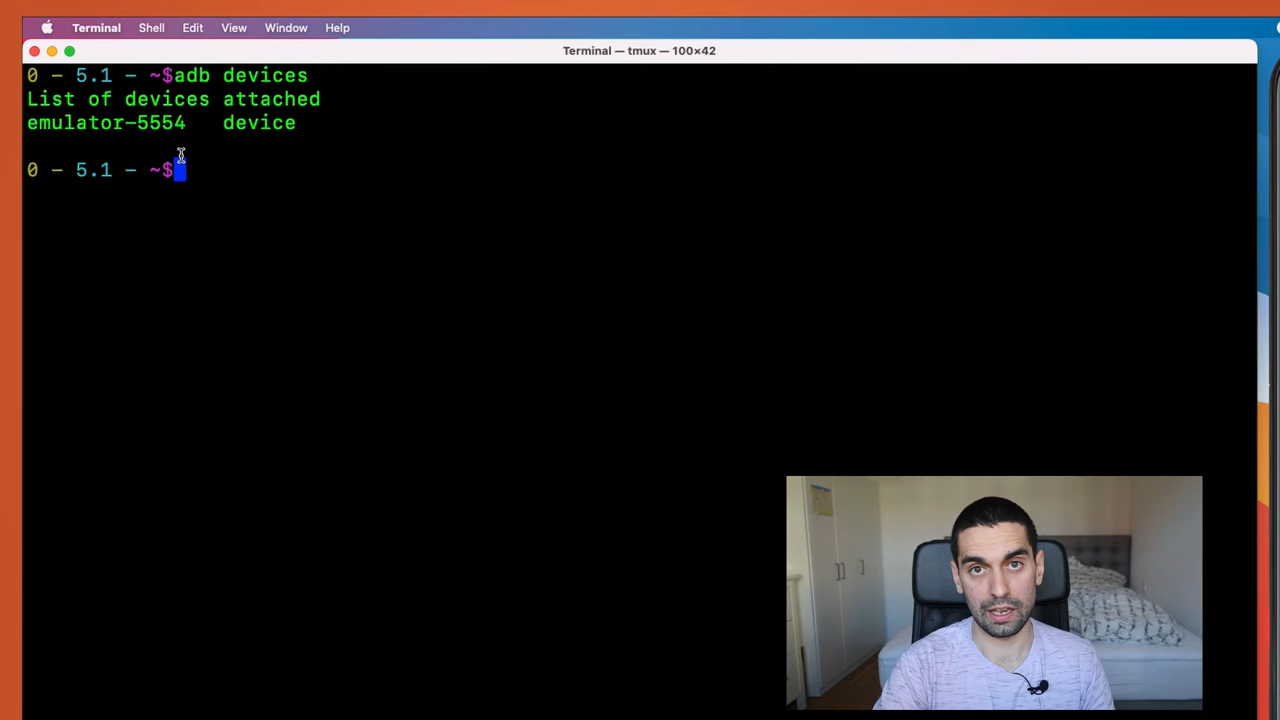 Terminal Shell Edit View Window Help
Terminal — tmux — 100×42
0 - 5.1 - ~$adb devices
List of devices attached
emulator-5554 device
0 - 5.1 - ~$